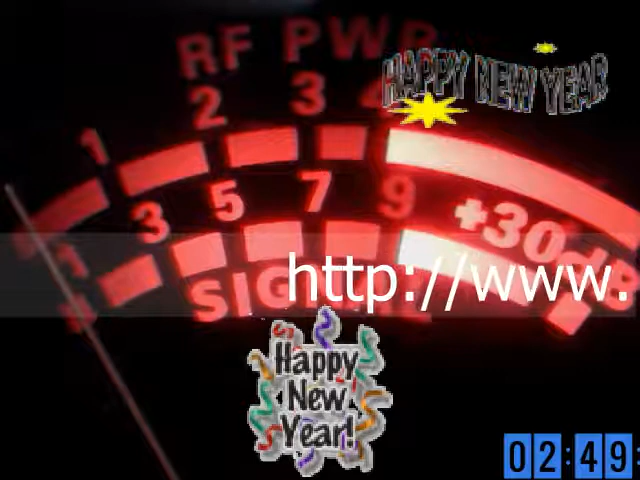 RF PWR
HAPPY NEW YEAR
1 2 3 4
1 3 5 7 9 +30dB
SIGNAL
http://www.
Happy
New
Year!
02:49: